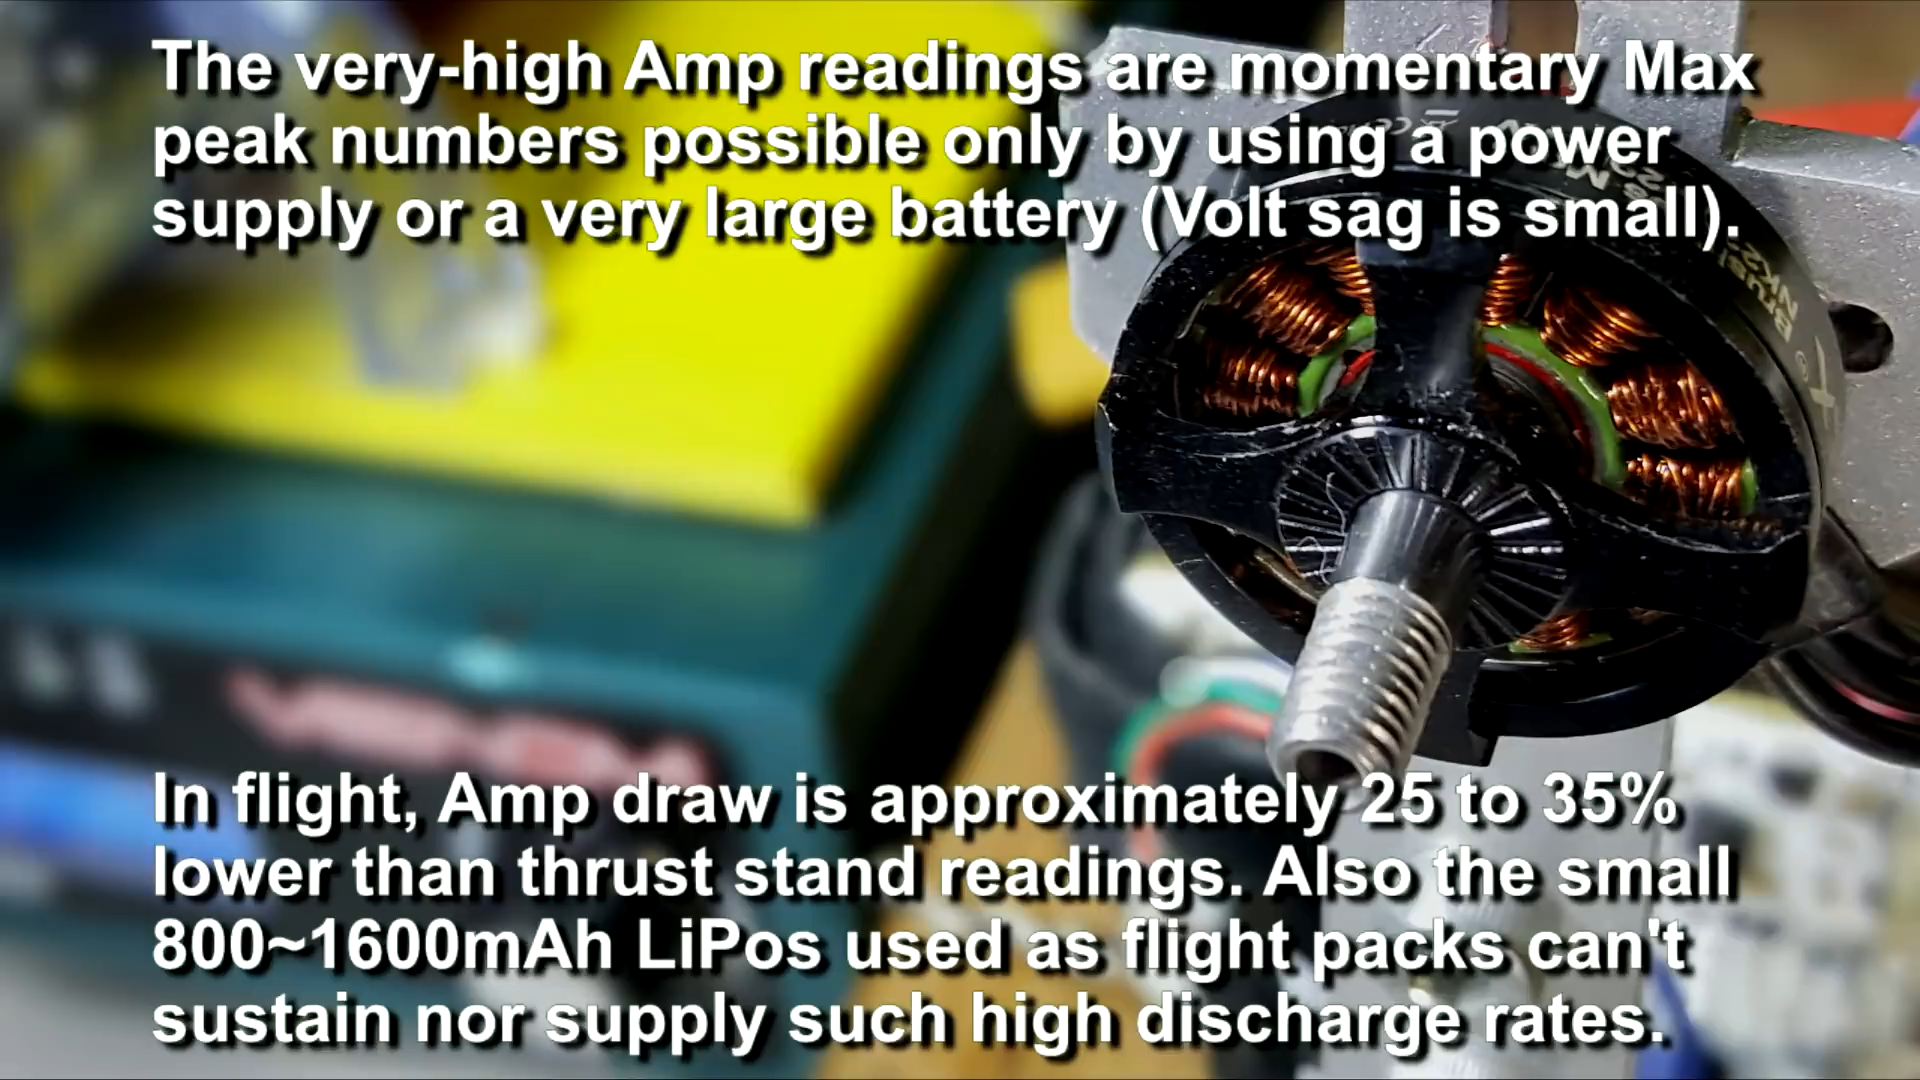 The very-high Amp readings are momentary Max
peak numbers possible only by using a power
supply or a very large battery (Volt sag is small).
In flight, Amp draw is approximately 25 to 35%
lower than thrust stand readings. Also the small
800~1600mAh LiPos used as flight packs can't
sustain nor supply such high discharge rates.